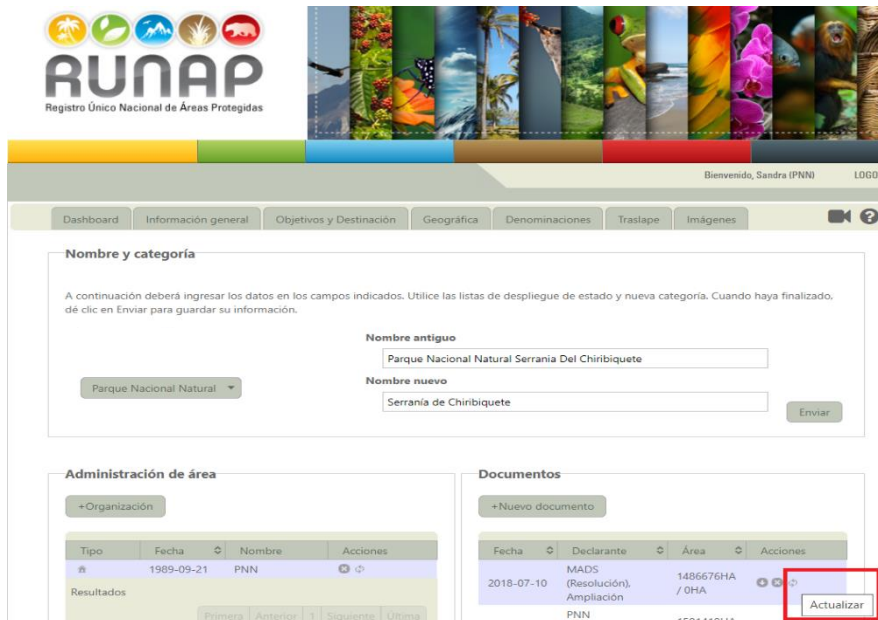 RUNAP
Registro Único Nacional de Áreas Protegidas
Bienvenido, Sandra (PNN) LOGO
Dashboard Información general Objetivos y Destinación Geográfica Denominaciones Traslape Imágenes
Nombre y categoría
A continuación deberá ingresar los datos en los campos indicados. Utilice las listas de despliegue de estado y nueva categoría. Cuando haya finalizado,
dé clic en Enviar para guardar su información.
Nombre antiguo
Parque Nacional Natural Serrania Del Chiribiquete
Parque Nacional Natural
Nombre nuevo
Serranía de Chiribiquete
Enviar
Administración de área
+Organización
Tipo Fecha Nombre Acciones
1989-09-21 PNN
Resultados
Primera Anterior 1 Siguiente Última
Documentos
+Nuevo documento
Fecha Declarante Área Acciones
2018-07-10 MADS (Resolución), Ampliación 1486676HA / 0HA
Actualizar
PNN